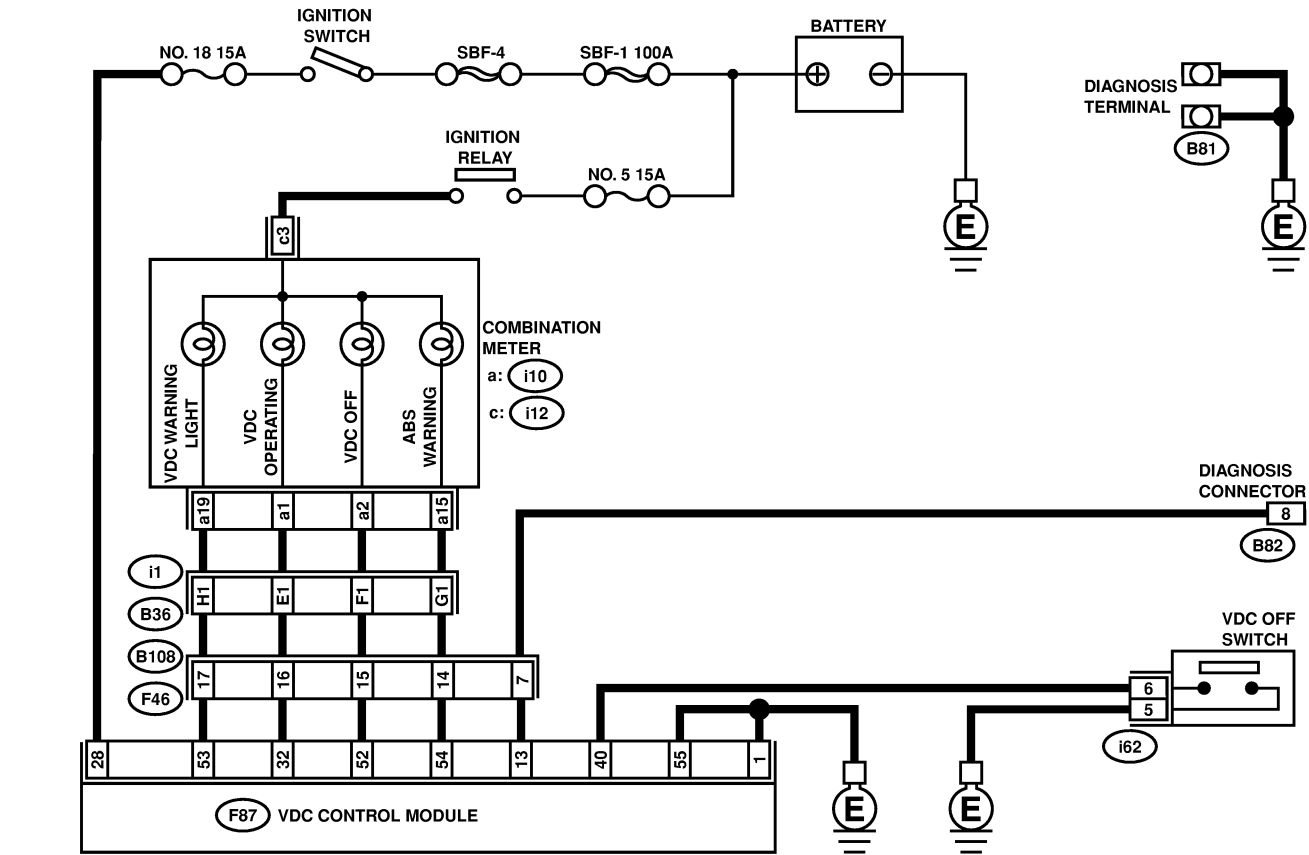 IGNITION
SWITCH
NO. 18 15A
SBF-4
SBF-1 100A
BATTERY
DIAGNOSIS
TERMINAL
B81
IGNITION
RELAY
NO. 5 15A
E
E
c3
COMBINATION
METER
a: i10
c: i12
VDC WARNING
LIGHT
VDC
OPERATING
VDC OFF
ABS
WARNING
a19
a1
a2
a15
DIAGNOSIS
CONNECTOR
8
B82
i1
H1
E1
F1
G1
B36
B108
17
16
15
14
7
F46
VDC OFF
SWITCH
6
5
i62
28
53
32
52
54
13
40
55
1
E
E
F87 VDC CONTROL MODULE